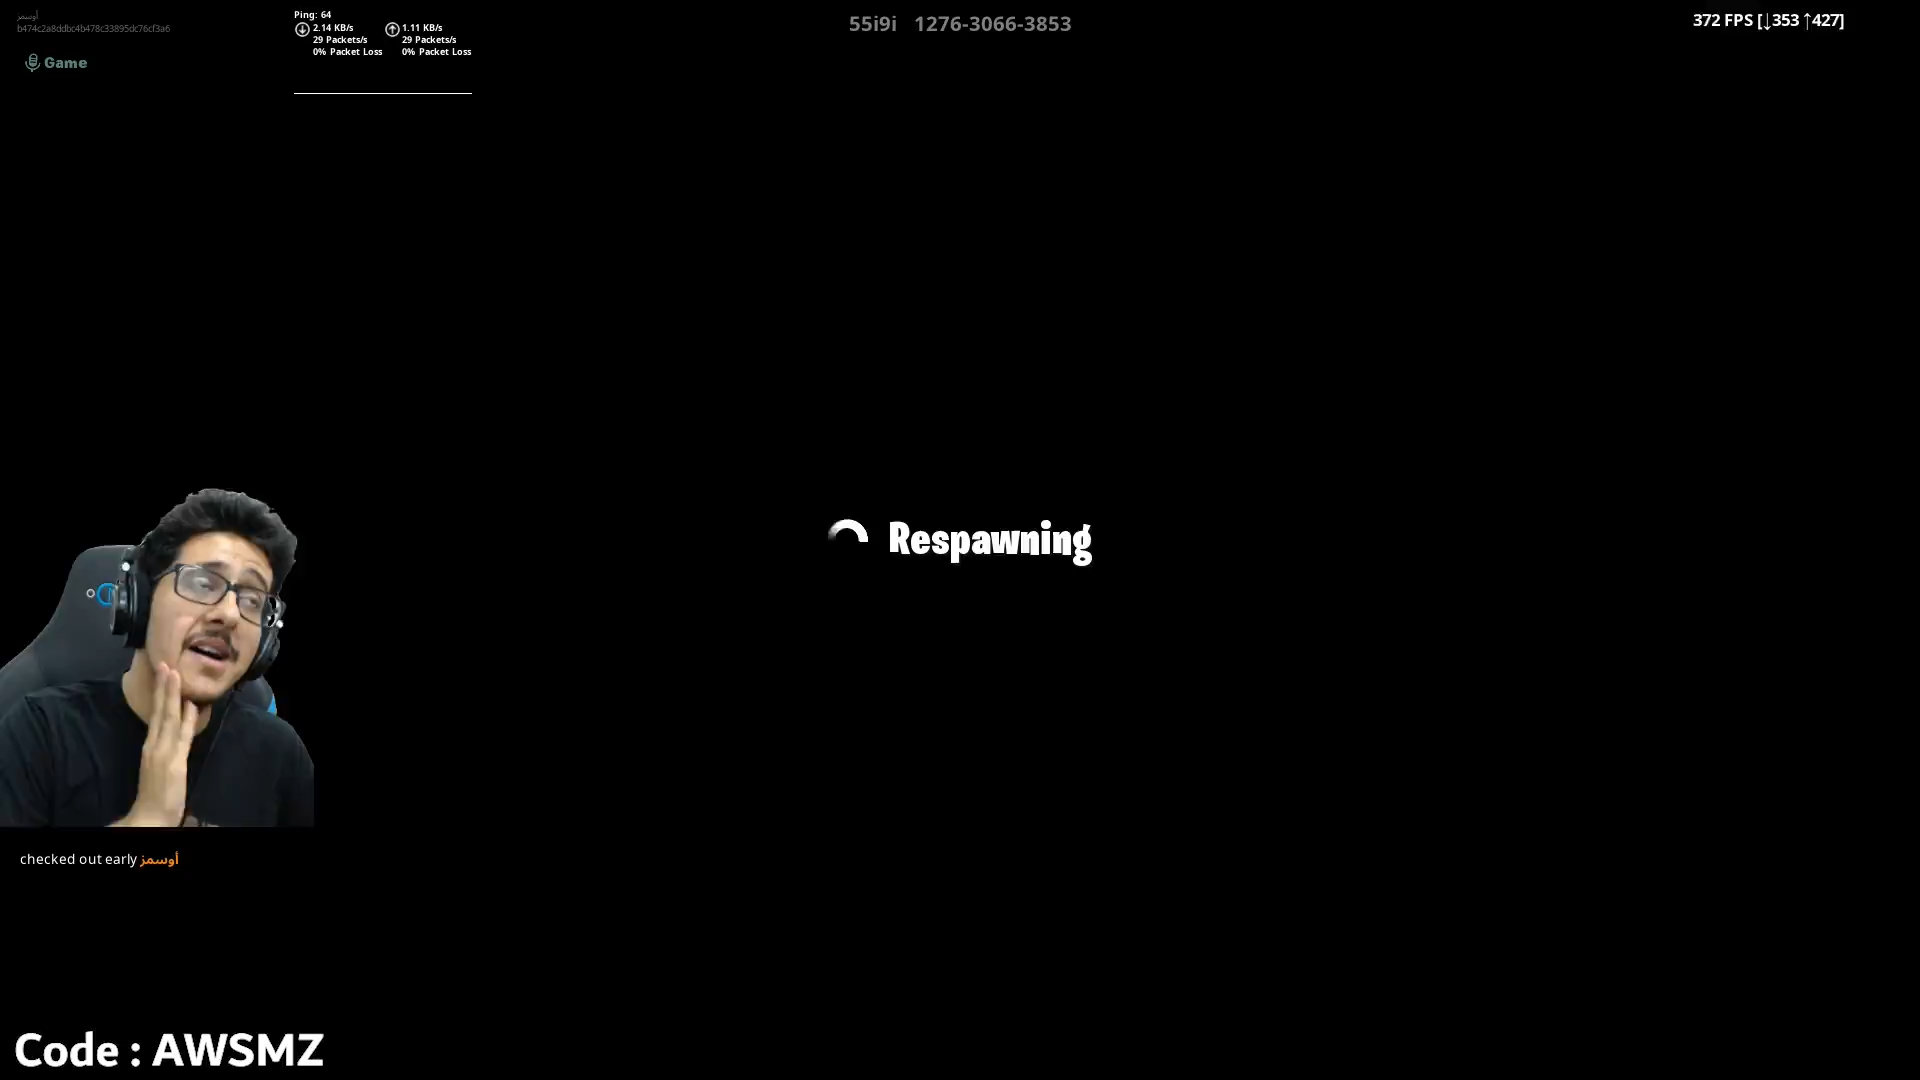 أوسمز
b474c2a8ddbc4b478c33895dc76cf3a6
Game
Ping: 64
2.14 KB/s
29 Packets/s
0% Packet Loss
1.11 KB/s
29 Packets/s
0% Packet Loss
55i9i 1276-3066-3853
372 FPS [↓353 ↑427]
Respawning
checked out early أوسمز
Code : AWSMZ